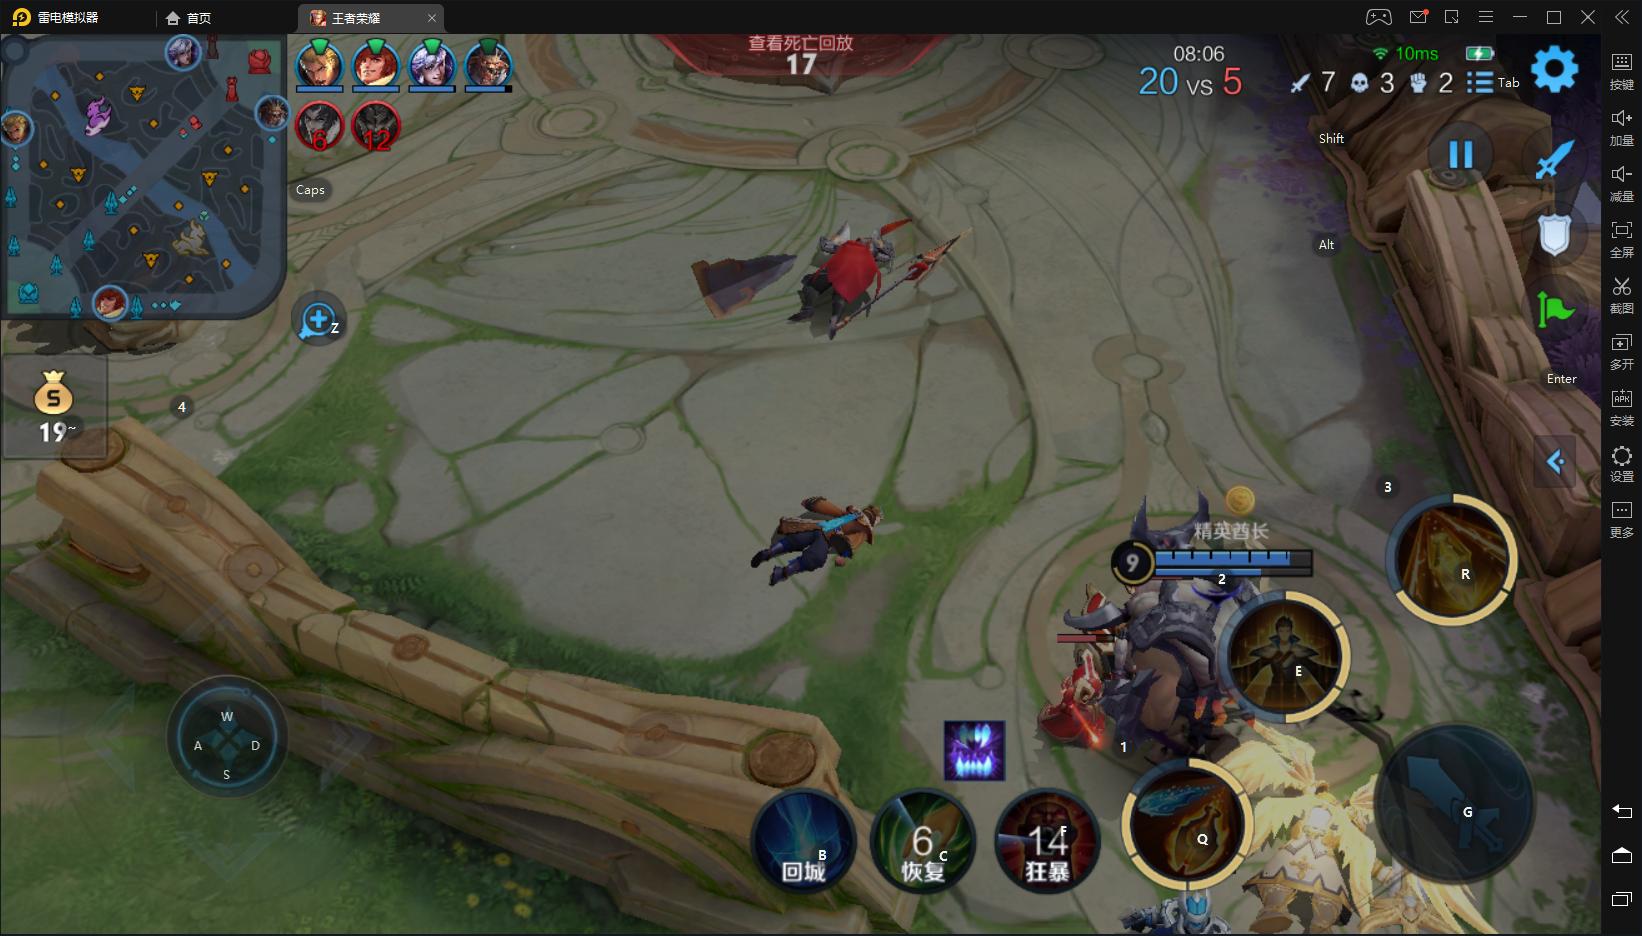 雷电模拟器
首页
王者荣耀
查看死亡回放
17
08:06
20 vs 5
10ms
7
3
2
Tab
按键
加量
减量
全屏
截图
多开
安装
设置
更多
Shift
Alt
Enter
6
12
Caps
Z
S
19~
4
3
精英酋长
9
2
R
E
1
W
A
D
S
B
回城
6
C
恢复
14
F
狂暴
Q
G
APK